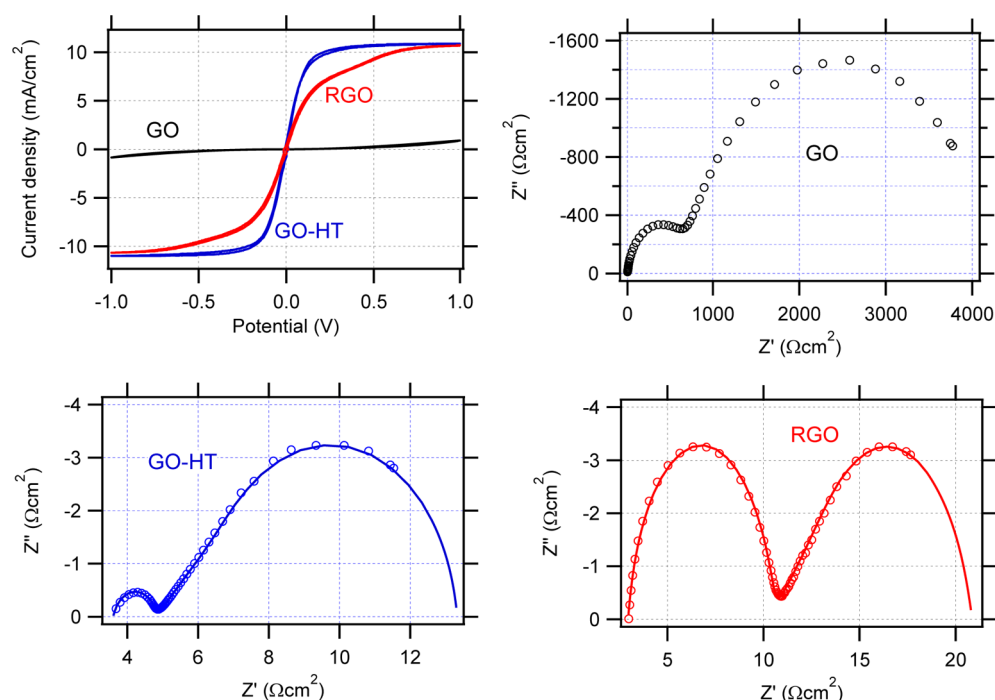 10
5
0
-5
-10
Current density (mA/cm²)
GO
RGO
GO-HT
-1.0
-0.5
0.0
0.5
1.0
Potential (V)
-1600
-1200
-800
-400
0
Z" (Ωcm²)
GO
0
1000
2000
3000
4000
Z' (Ωcm²)
-4
-3
-2
-1
0
Z" (Ωcm²)
GO-HT
4
6
8
10
12
Z' (Ωcm²)
-4
-3
-2
-1
0
Z" (Ωcm²)
RGO
5
10
15
20
Z' (Ωcm²)